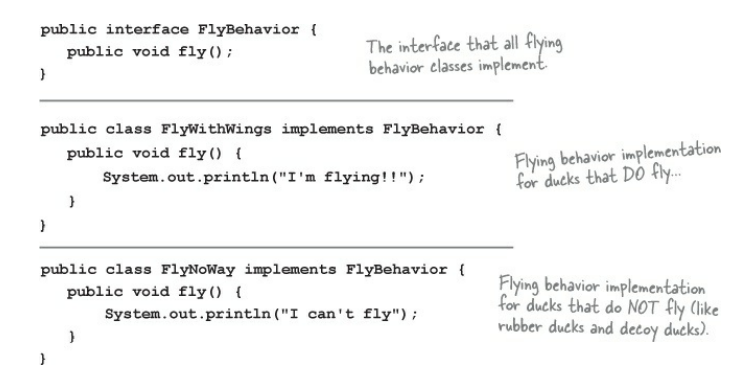 public interface FlyBehavior {
public void fly();
}
The interface that all flying
behavior classes implement.
public class FlyWithWings implements FlyBehavior {
public void fly() {
System.out.println("I'm flying!!");
}
}
Flying behavior implementation
for ducks that DO fly...
public class FlyNoWay implements FlyBehavior {
public void fly() {
System.out.println("I can't fly");
}
}
Flying behavior implementation
for ducks that do NOT fly (like
rubber ducks and decoy ducks).